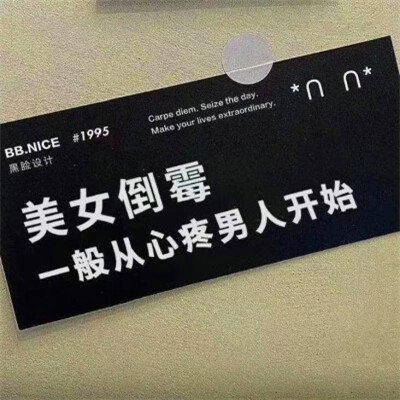 Carpe diem. Seize the day.
Make your lives extraordinary.
*∩ ∩*
BB.NICE #1995
黑脸设计
美女倒霉
一般从心疼男人开始